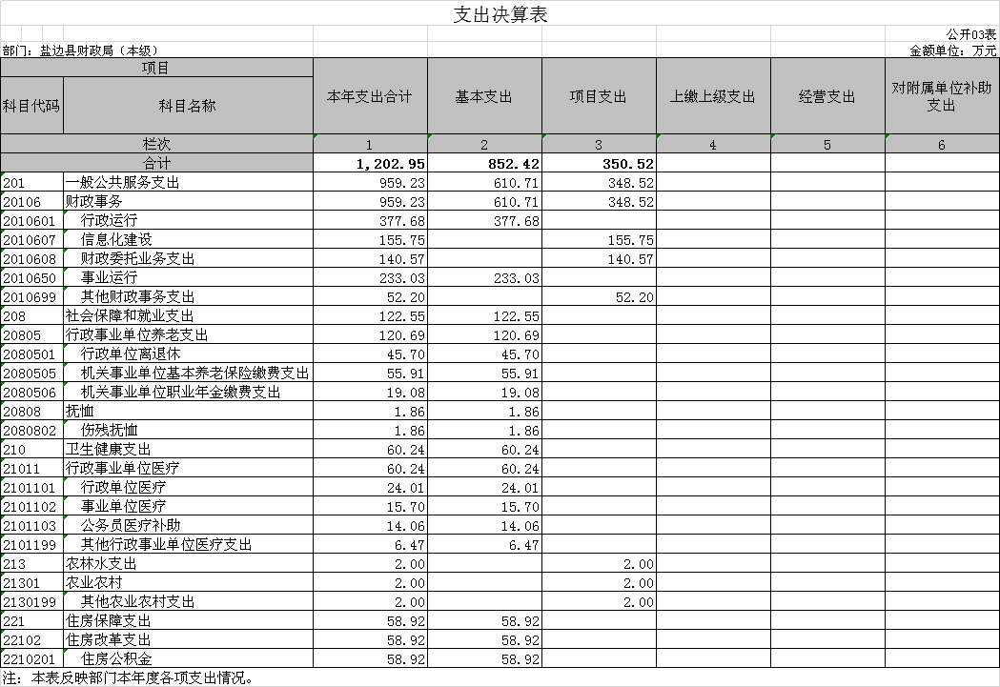 支出决算表
公开03表
部门：盐边县财政局（本级） 金额单位：万元
项目
科目代码 科目名称 本年支出合计 基本支出 项目支出 上缴上级支出 经营支出 对附属单位补助支出
栏次 1 2 3 4 5 6
合计 1,202.95 852.42 350.52
201 一般公共服务支出 959.23 610.71 348.52
20106 财政事务 959.23 610.71 348.52
2010601 行政运行 377.68 377.68
2010607 信息化建设 155.75 155.75
2010608 财政委托业务支出 140.57 140.57
2010650 事业运行 233.03 233.03
2010699 其他财政事务支出 52.20 52.20
208 社会保障和就业支出 122.55 122.55
20805 行政事业单位养老支出 120.69 120.69
2080501 行政单位离退休 45.70 45.70
2080505 机关事业单位基本养老保险缴费支出 55.91 55.91
2080506 机关事业单位职业年金缴费支出 19.08 19.08
20808 抚恤 1.86 1.86
2080802 伤残抚恤 1.86 1.86
210 卫生健康支出 60.24 60.24
21011 行政事业单位医疗 60.24 60.24
2101101 行政单位医疗 24.01 24.01
2101102 事业单位医疗 15.70 15.70
2101103 公务员医疗补助 14.06 14.06
2101199 其他行政事业单位医疗支出 6.47 6.47
213 农林水支出 2.00 2.00
21301 农业农村 2.00 2.00
2130199 其他农业农村支出 2.00 2.00
221 住房保障支出 58.92 58.92
22102 住房改革支出 58.92 58.92
2210201 住房公积金 58.92 58.92
注：本表反映部门本年度各项支出情况。